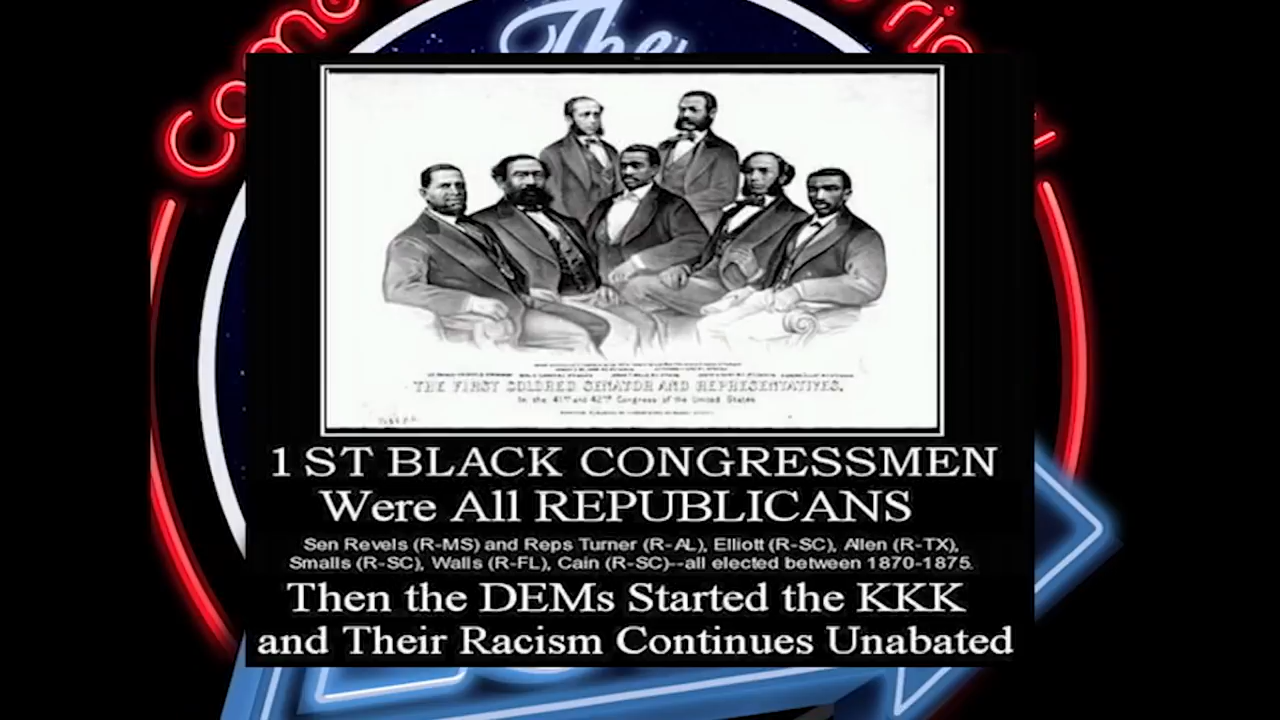 The
1 ST BLACK CONGRESSMEN
Were All REPUBLICANS
Sen Revels (R-MS) and Reps Turner (R-AL), Elliott (R-SC), Allen (R-TX),
Smalls (R-SC), Walls (R-FL), Cain (R-SC)--all elected between 1870-1875.
Then the DEMs Started the KKK
and Their Racism Continues Unabated
THE FIRST COLORED SENATOR AND REPRESENTATIVES,
In the 41ST and 42ND Congress of the United States